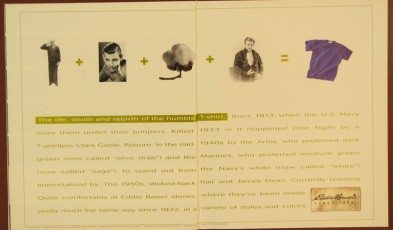 The life, death and rebirth of the humble T-shirt. Born: 1913, when the U.S. Navy
wore them under their jumpers. Killed: 1933, in It Happened One Night by a
T-shirtless Clark Gable. Reborn: In the mid 1940s by the Army, who preferred dark
green (now called 'olive drab') and the Marines, who preferred medium green
(now called 'sage'), to stand out from the Navy's white (now called 'white').
Immortalized by: The 1950s, slicked-back hair and James Dean. Currently residing:
Quite comfortably at Eddie Bauer stores, where they've been made
pretty much the same way since 1922, in a variety of styles and colors.
Eddie Bauer